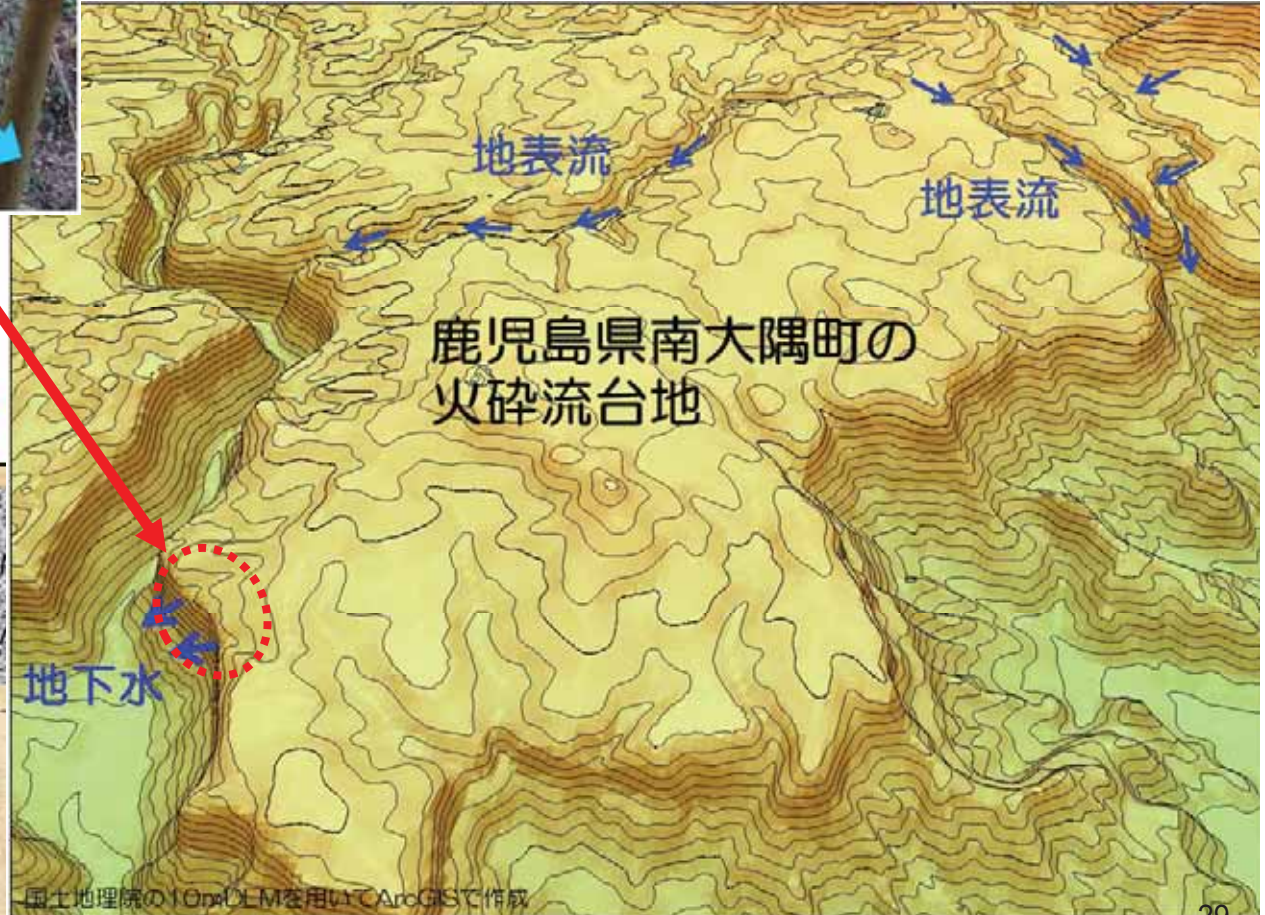 地表流
地表流
鹿児島県南大隅町の
火砕流台地
地下水
国土地理院の10mDEMを用いてArcGISで作成